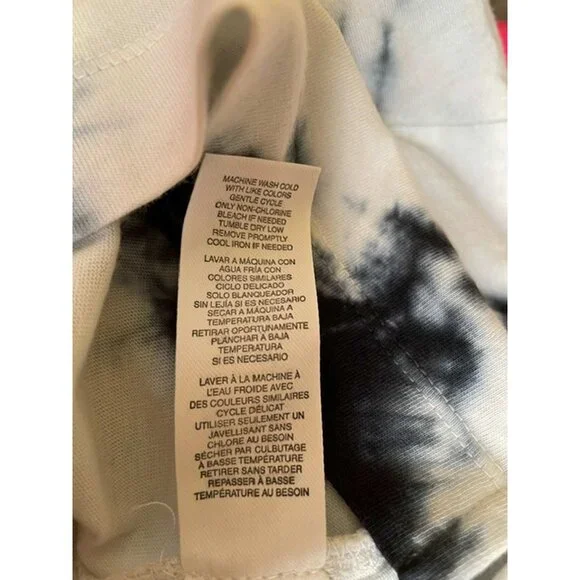 MACHINE WASH COLD
WITH LIKE COLORS
GENTLE CYCLE
ONLY NON-CHLORINE
BLEACH IF NEEDED
TUMBLE DRY LOW
REMOVE PROMPTLY
COOL IRON IF NEEDED
LAVAR A MÁQUINA CON
AGUA FRÍA CON
COLORES SIMILARES
CICLO DELICADO
SOLO BLANQUEADOR
SIN LEJÍA SI ES NECESARIO
SECAR A MÁQUINA A
TEMPERATURA BAJA
RETIRAR OPORTUNAMENTE
PLANCHAR A BAJA
TEMPERATURA
SI ES NECESARIO
LAVER À LA MACHINE À
L'EAU FROIDE AVEC
DES COULEURS SIMILAIRES
CYCLE DÉLICAT
UTILISER SEULEMENT UN
JAVELLISANT SANS
CHLORE AU BESOIN
SÉCHER PAR CULBUTAGE
À BASSE TEMPÉRATURE
RETIRER SANS TARDER
REPASSER À BASSE
TEMPÉRATURE AU BESOIN